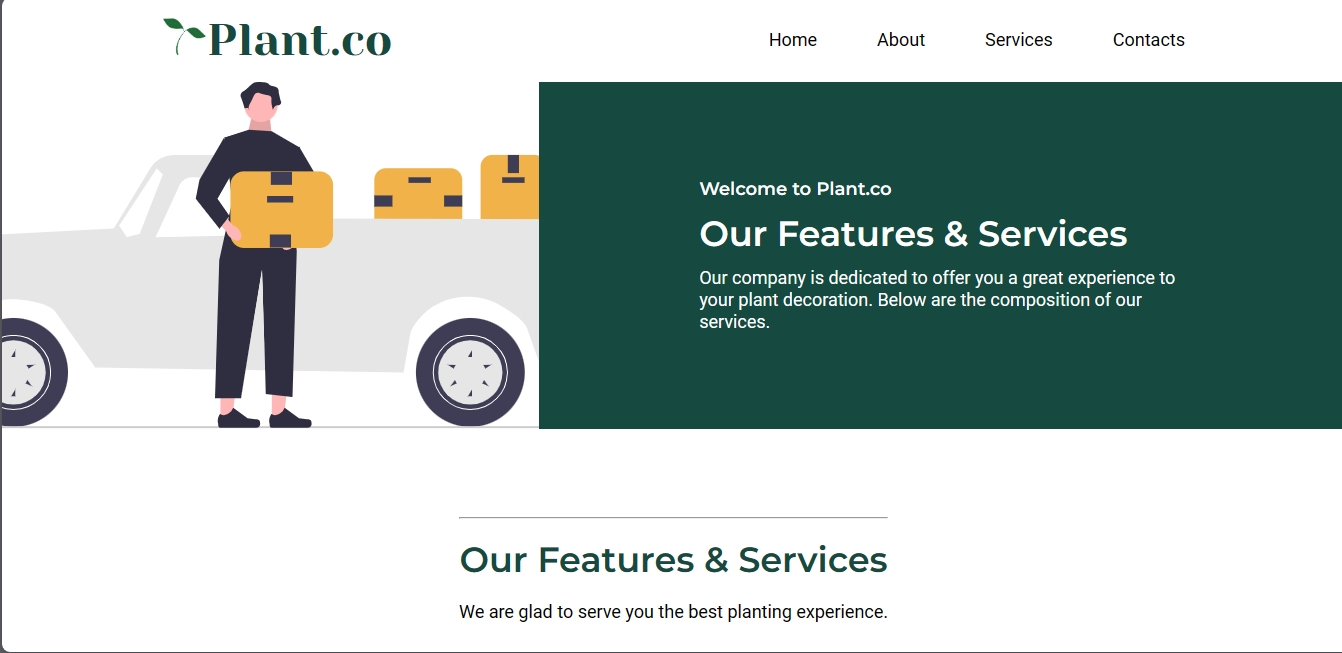 Plant.co
Home About Services Contacts
Welcome to Plant.co
Our Features & Services
Our company is dedicated to offer you a great experience to
your plant decoration. Below are the composition of our
services.
Our Features & Services
We are glad to serve you the best planting experience.